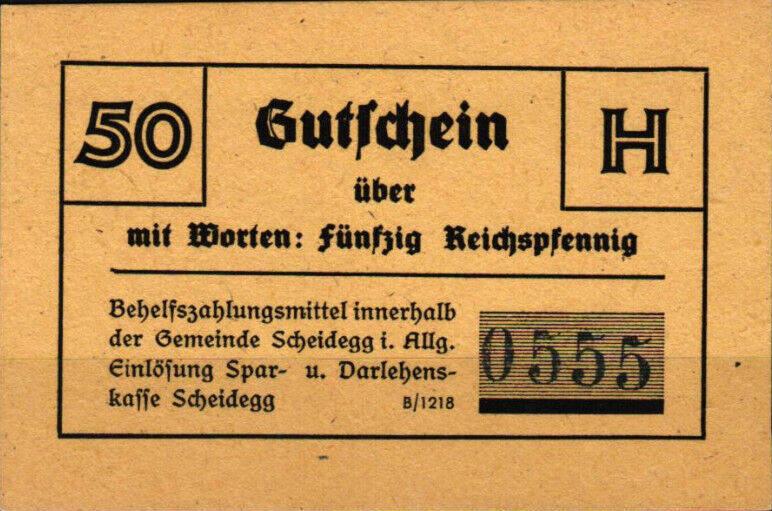 50 Gutschein H
über
mit Worten: Fünfzig Reichspfennig
Behelfszahlungsmittel innerhalb
der Gemeinde Scheidegg i. Allg.
Einlösung Spar- u. Darlehens-
kasse Scheidegg B/1218
0555